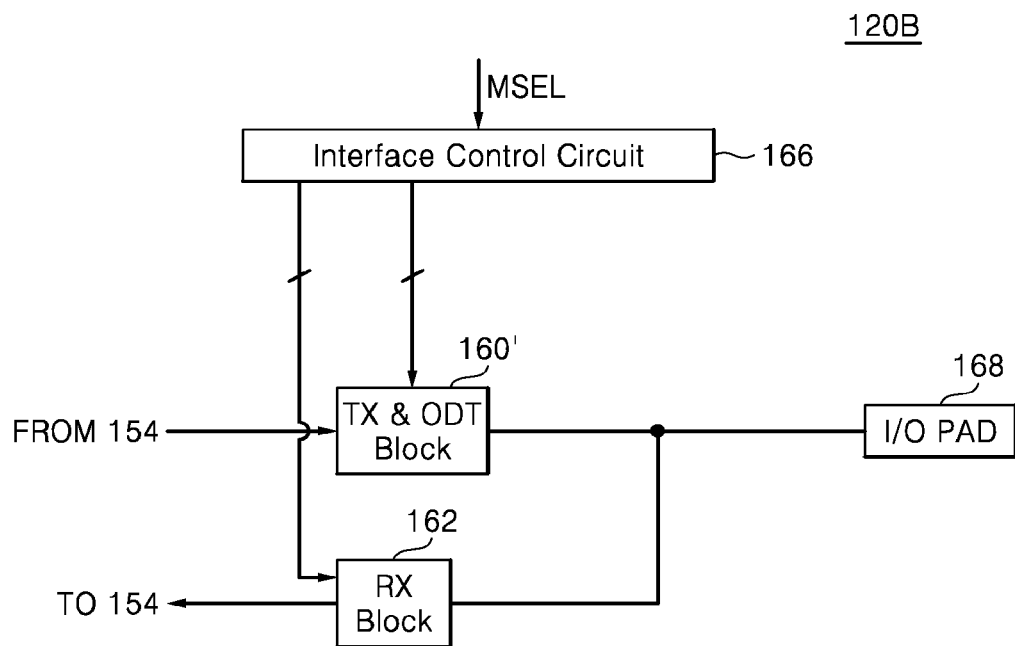 120B
MSEL
Interface Control Circuit
166
160'
168
FROM 154
TX & ODT
Block
I/O PAD
162
TO 154
RX
Block